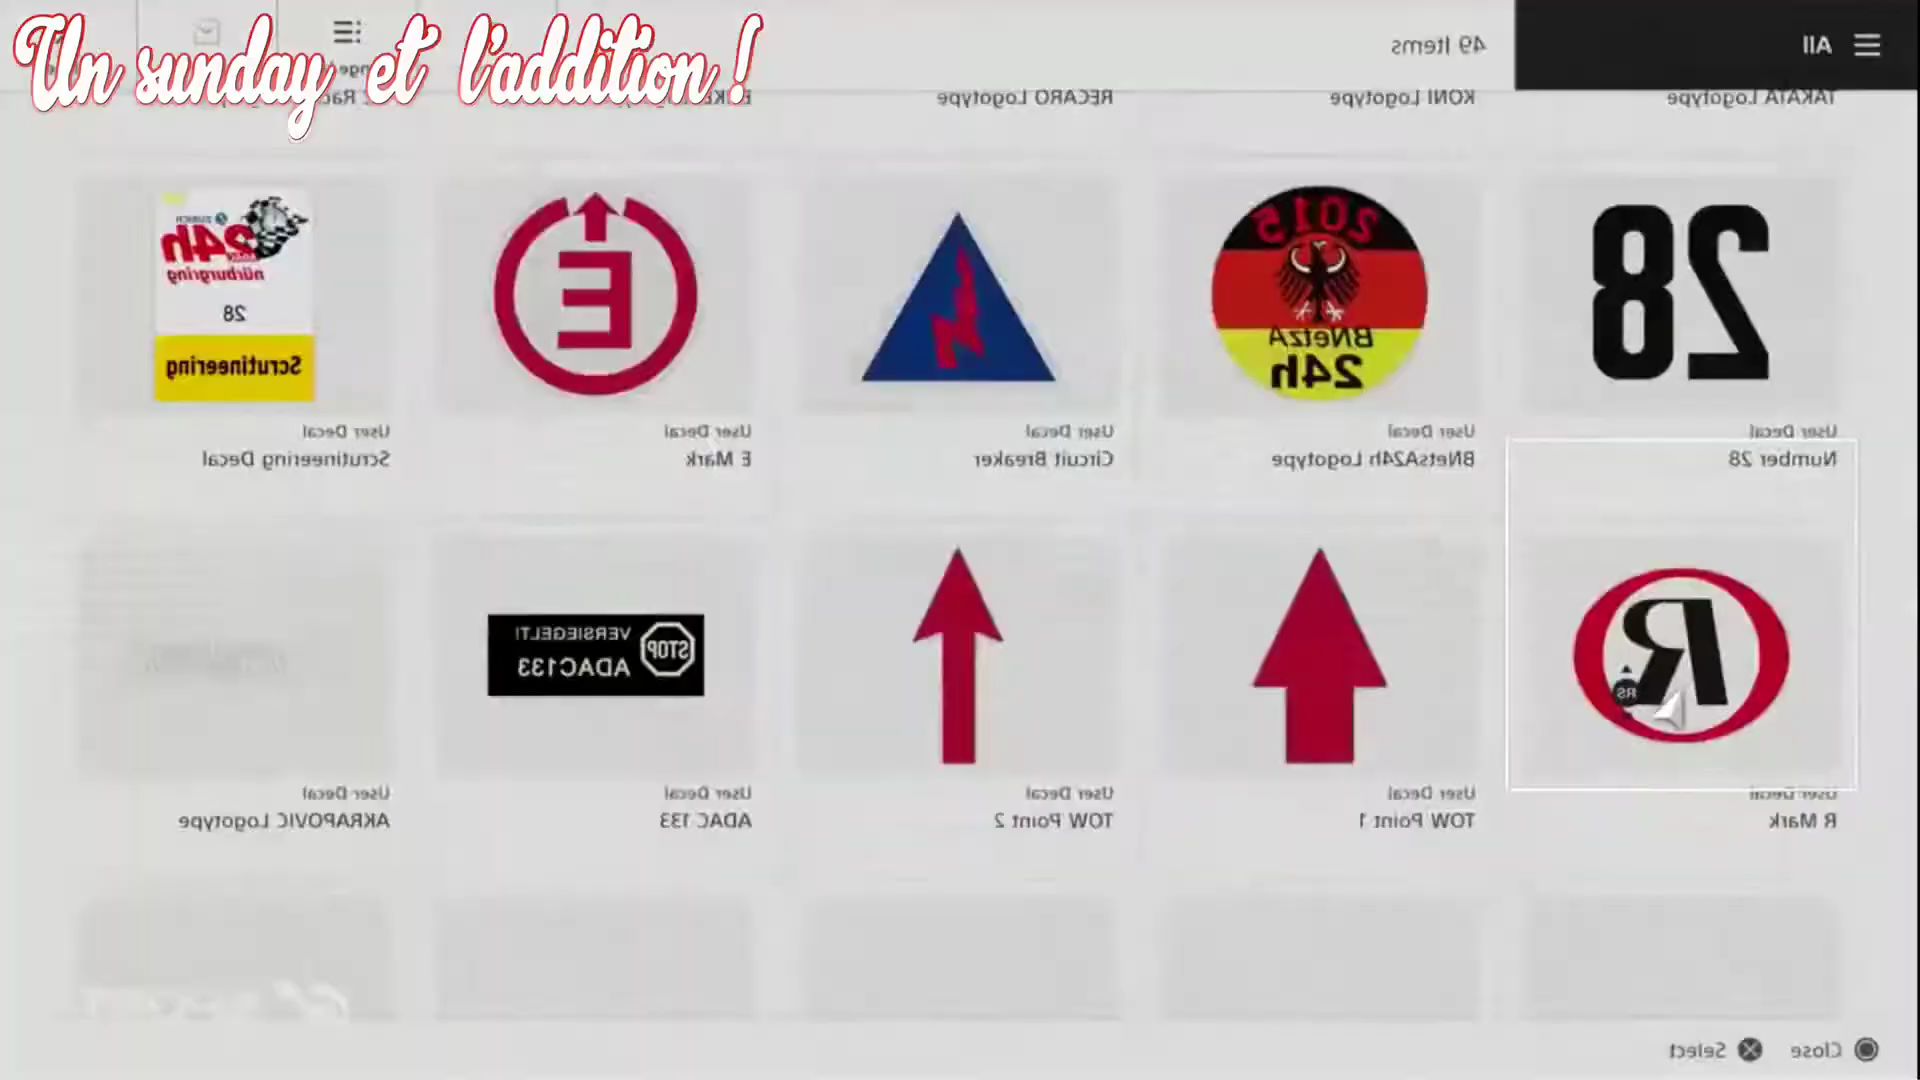 Un sunday et l'addition !
All
49 Items
TAKATA Logotype
KONI Logotype
RECARO Logotype
28
2015
BNetzA
24h
E
ZURICH
24h
nürburgring
28
Scrutineering
User Decal
Number 28
User Decal
BNetsA24h Logotype
User Decal
Circuit Breaker
User Decal
E Mark
User Decal
Scrutineering Decal
R
RS
STOP
VERSIEGELT!
ADAC133
User Decal
R Mark
User Decal
TOW Point 1
User Decal
TOW Point 2
User Decal
ADAC 133
User Decal
AKRAPOVIC Logotype
Close
Select